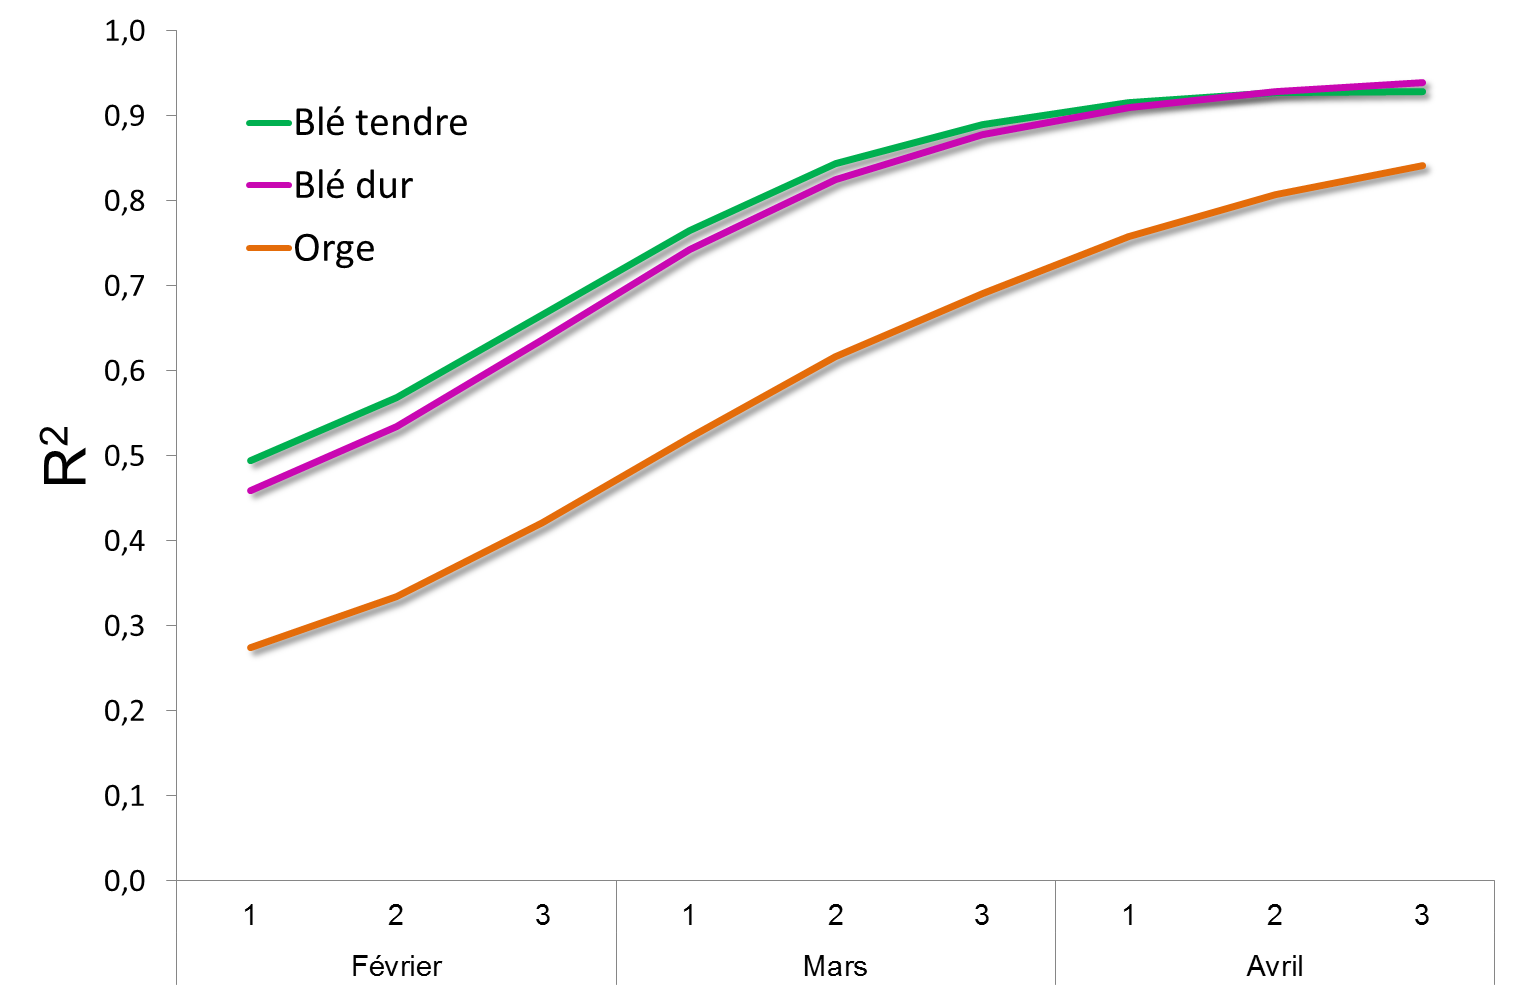 1,0
0,9
0,8
0,7
0,6
0,5
0,4
0,3
0,2
0,1
0,0
R²
Blé tendre
Blé dur
Orge
1 2 3 1 2 3 1 2 3
Février Mars Avril